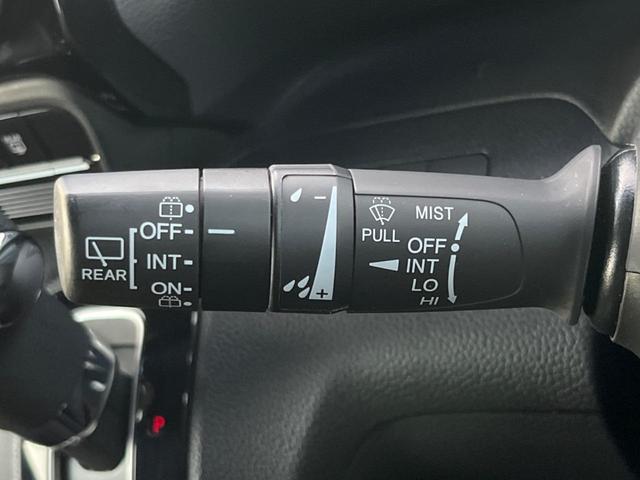 OFF
INT
ON
REAR
−
+
PULL
MIST
OFF
INT
LO
HI
P